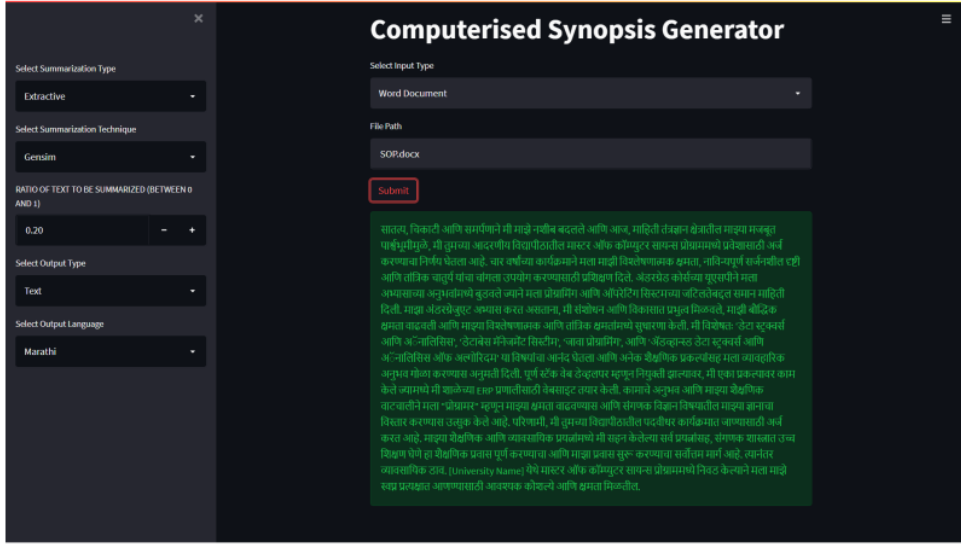 Computerised Synopsis Generator
Select Summarization Type
Extractive
Select Summarization Technique
Gensim
RATIO OF TEXT TO BE SUMMARIZED (BETWEEN 0
AND 1)
0.20
Select Output Type
Text
Select Output Language
Marathi
Select Input Type
Word Document
File Path
SOP.docx
Submit
सातत्य, चिकाटी आणि समर्पणाने मी माझे नशीब बदलले आणि आज, माहिती तंत्रज्ञान क्षेत्रातील माझ्या मजबूत
पार्श्वभूमीमुळे, मी तुमच्या आदरणीय विद्यापीठातील मास्टर ऑफ कॉम्प्युटर सायन्स प्रोग्राममध्ये प्रवेशासाठी अर्ज
करण्याचा निर्णय घेतला आहे. चार वर्षांच्या कार्यक्रमाने मला माझी विश्लेषणात्मक क्षमता, नाविन्यपूर्ण सर्जनशील दृष्टी
आणि तांत्रिक चातुर्य यांचा चांगला उपयोग करण्यासाठी प्रशिक्षण दिले. अंडरग्रेड कोर्सच्या यूएसपीने मला
अभ्यासाच्या अनुभवांमध्ये बुडवले ज्याने मला प्रोग्रामिंग आणि ऑपरेटिंग सिस्टमच्या जटिलतेबद्दल समान माहिती
दिली. माझा अंडरग्रेजुएट अभ्यास करत असताना, मी संशोधन आणि विकासात प्रभुत्व मिळवले, माझी बौद्धिक
क्षमता वाढवली आणि माझ्या विश्लेषणात्मक आणि तांत्रिक क्षमतांमध्ये सुधारणा केली. मी विशेषतः 'डेटा स्ट्रक्चर्स
आणि अॅनालिसिस', 'डेटाबेस मॅनेजमेंट सिस्टीम', 'जावा प्रोग्रामिंग', आणि 'अॅडव्हान्स्ड डेटा स्ट्रक्चर्स आणि
अॅनालिसिस ऑफ अल्गोरिदम' या विषयांचा आनंद घेतला आणि अनेक शैक्षणिक प्रकल्पांसह मला व्यावहारिक
अनुभव गोळा करण्यास अनुमती दिली. पूर्ण स्टॅक वेब डेव्हलपर म्हणून नियुक्ती झाल्यावर, मी एका प्रकल्पावर काम
केले ज्यामध्ये मी शाळेच्या ERP प्रणालीसाठी वेबसाइट तयार केली. कामाचे अनुभव आणि माझ्या शैक्षणिक
वाटचालीने मला "प्रोग्रामर" म्हणून माझ्या क्षमता वाढवण्यास आणि संगणक विज्ञान विषयातील माझ्या ज्ञानाचा
विस्तार करण्यास उत्सुक केले आहे. परिणामी, मी तुमच्या विद्यापीठातील पदवीधर कार्यक्रमात जाण्यासाठी अर्ज
करत आहे. माझ्या शैक्षणिक आणि व्यावसायिक प्रयत्नांमध्ये मी सहन केलेल्या सर्व प्रयत्नांसह, संगणक शास्त्रात उच्च
शिक्षण घेणे हा शैक्षणिक प्रवास पूर्ण करण्याचा आणि माझा प्रवास सुरू करण्याचा सर्वोत्तम मार्ग आहे. त्यानंतर
व्यावसायिक डाव. [University Name] येथे मास्टर ऑफ कॉम्प्युटर सायन्स प्रोग्राममध्ये निवड केल्याने मला माझे
स्वप्न प्रत्यक्षात आणण्यासाठी आवश्यक कौशल्ये आणि क्षमता मिळतील.